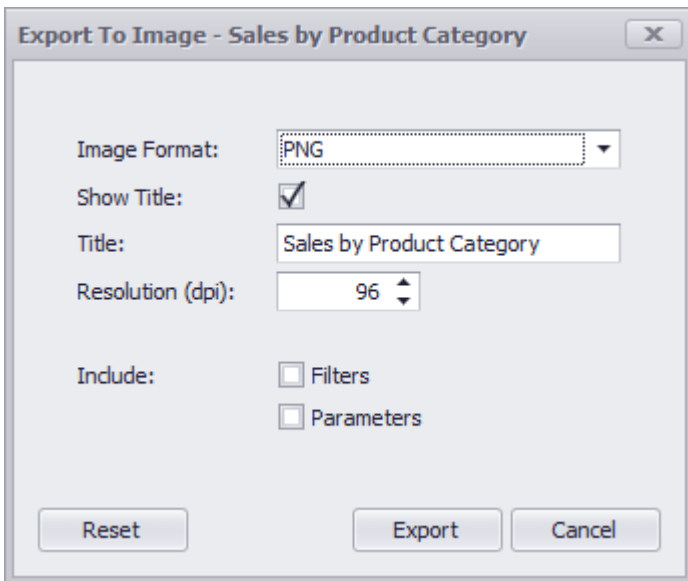 Export To Image - Sales by Product Category
Image Format: PNG
Show Title:
Title: Sales by Product Category
Resolution (dpi): 96
Include: Filters
Parameters
Reset Export Cancel